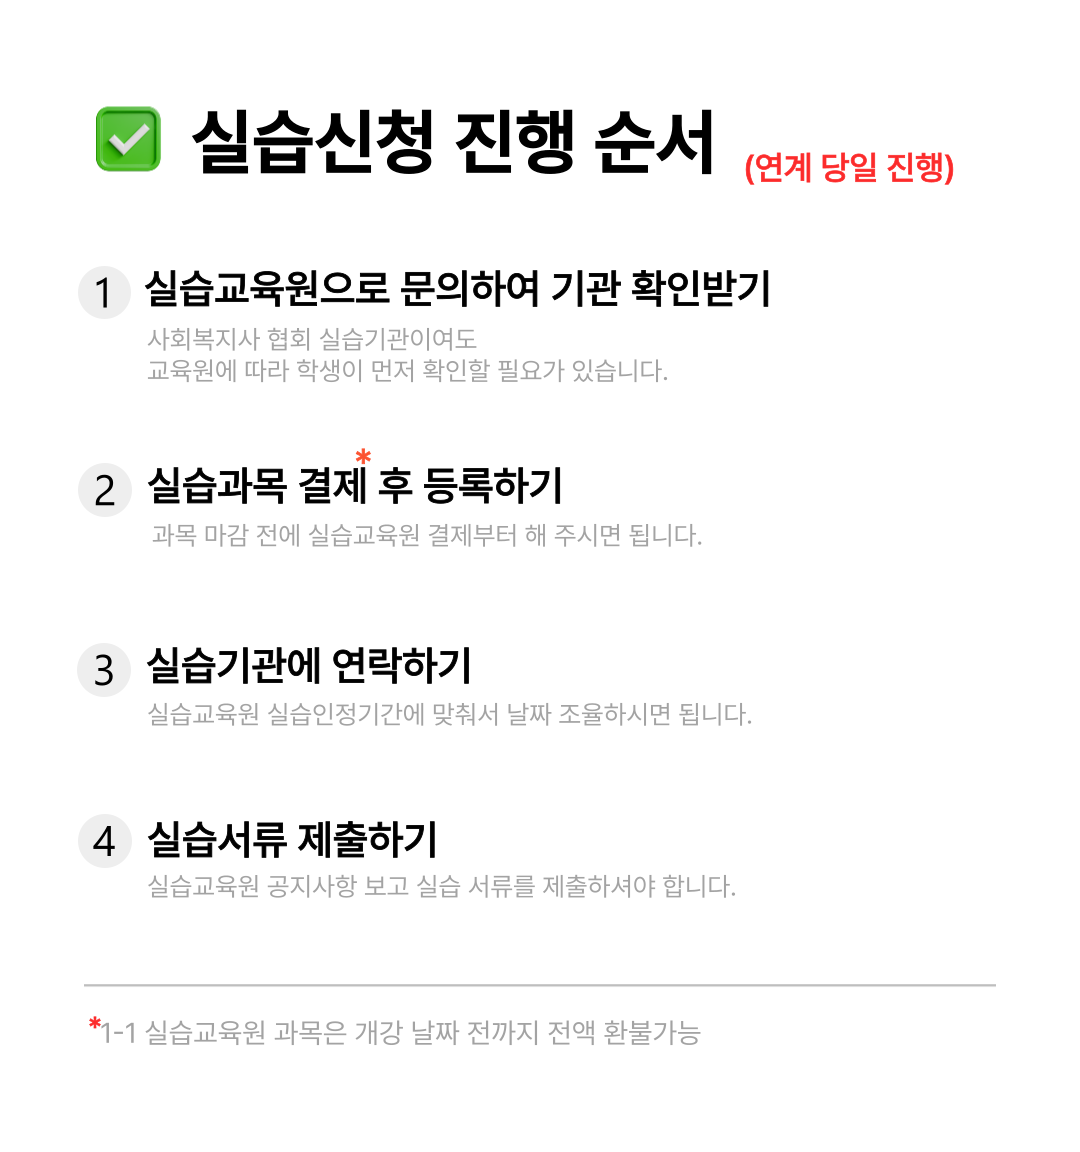 실습신청 진행 순서 (연계 당일 진행)
1 실습교육원으로 문의하여 기관 확인받기
사회복지사 협회 실습기관이여도
교육원에 따라 학생이 먼저 확인할 필요가 있습니다.
2 실습과목 결제* 후 등록하기
과목 마감 전에 실습교육원 결제부터 해 주시면 됩니다.
3 실습기관에 연락하기
실습교육원 실습인정기간에 맞춰서 날짜 조율하시면 됩니다.
4 실습서류 제출하기
실습교육원 공지사항 보고 실습 서류를 제출하셔야 합니다.
*1-1 실습교육원 과목은 개강 날짜 전까지 전액 환불가능